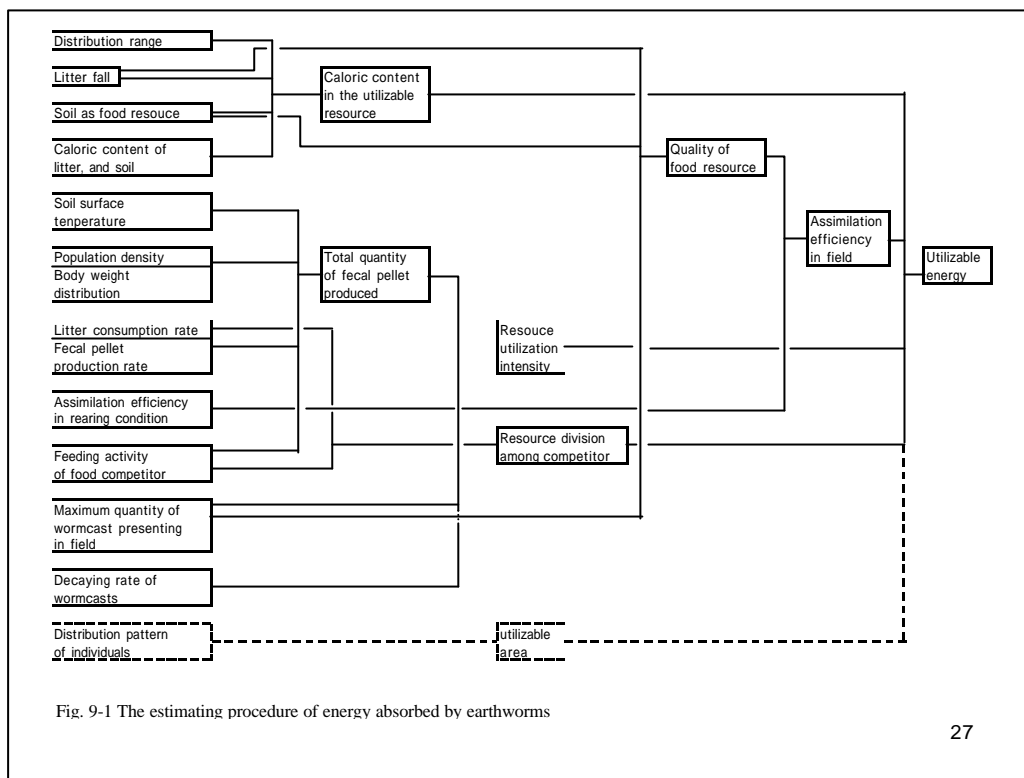 Distribution range
Litter fall
Soil as food resouce
Caloric content of
litter, and soil
Soil surface
tenperature
Population density
Body weight
distribution
Litter consumption rate
Fecal pellet
production rate
Assimilation efficiency
in rearing condition
Feeding activity
of food competitor
Maximum quantity of
wormcast presenting
in field
Decaying rate of
wormcasts
Distribution pattern
of individuals
Caloric content
in the utilizable
resource
Total quantity
of fecal pellet
produced
Resouce
utilization
intensity
Resource division
among competitor
utilizable
area
Quality of
food resource
Assimilation
efficiency
in field
Utilizable
energy
Fig. 9-1 The estimating procedure of energy absorbed by earthworms
27